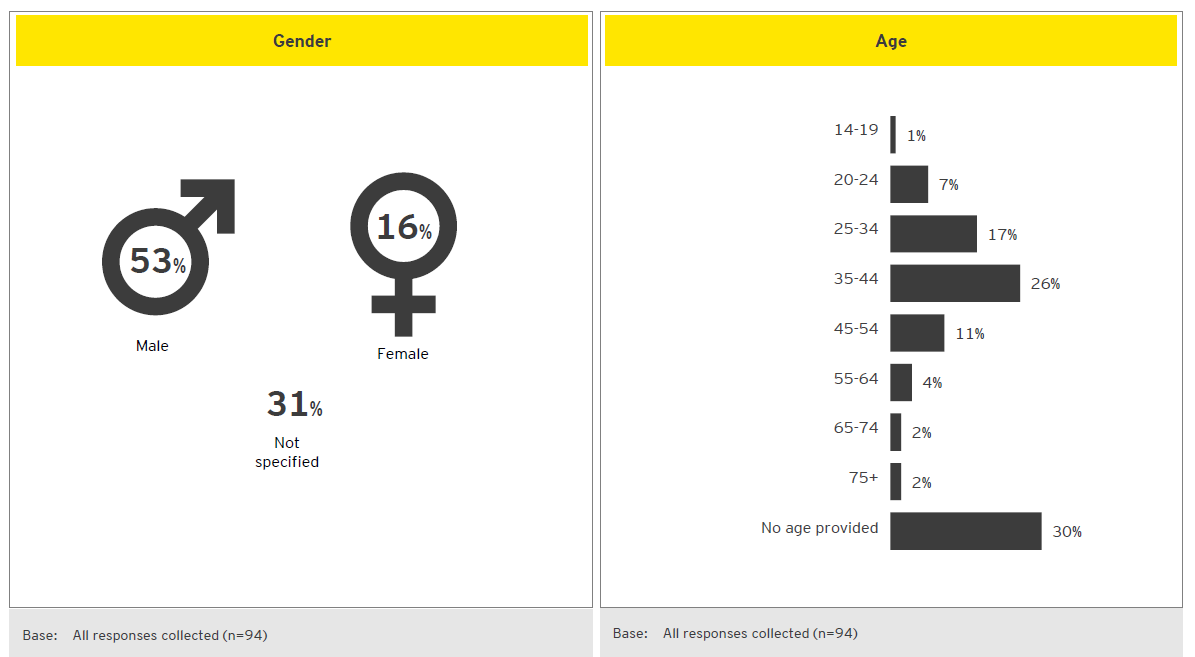 Gender
53%
Male
16%
Female
31%
Not
specified
Base: All responses collected (n=94)
Age
14-19 1%
20-24 7%
25-34 17%
35-44 26%
45-54 11%
55-64 4%
65-74 2%
75+ 2%
No age provided 30%
Base: All responses collected (n=94)